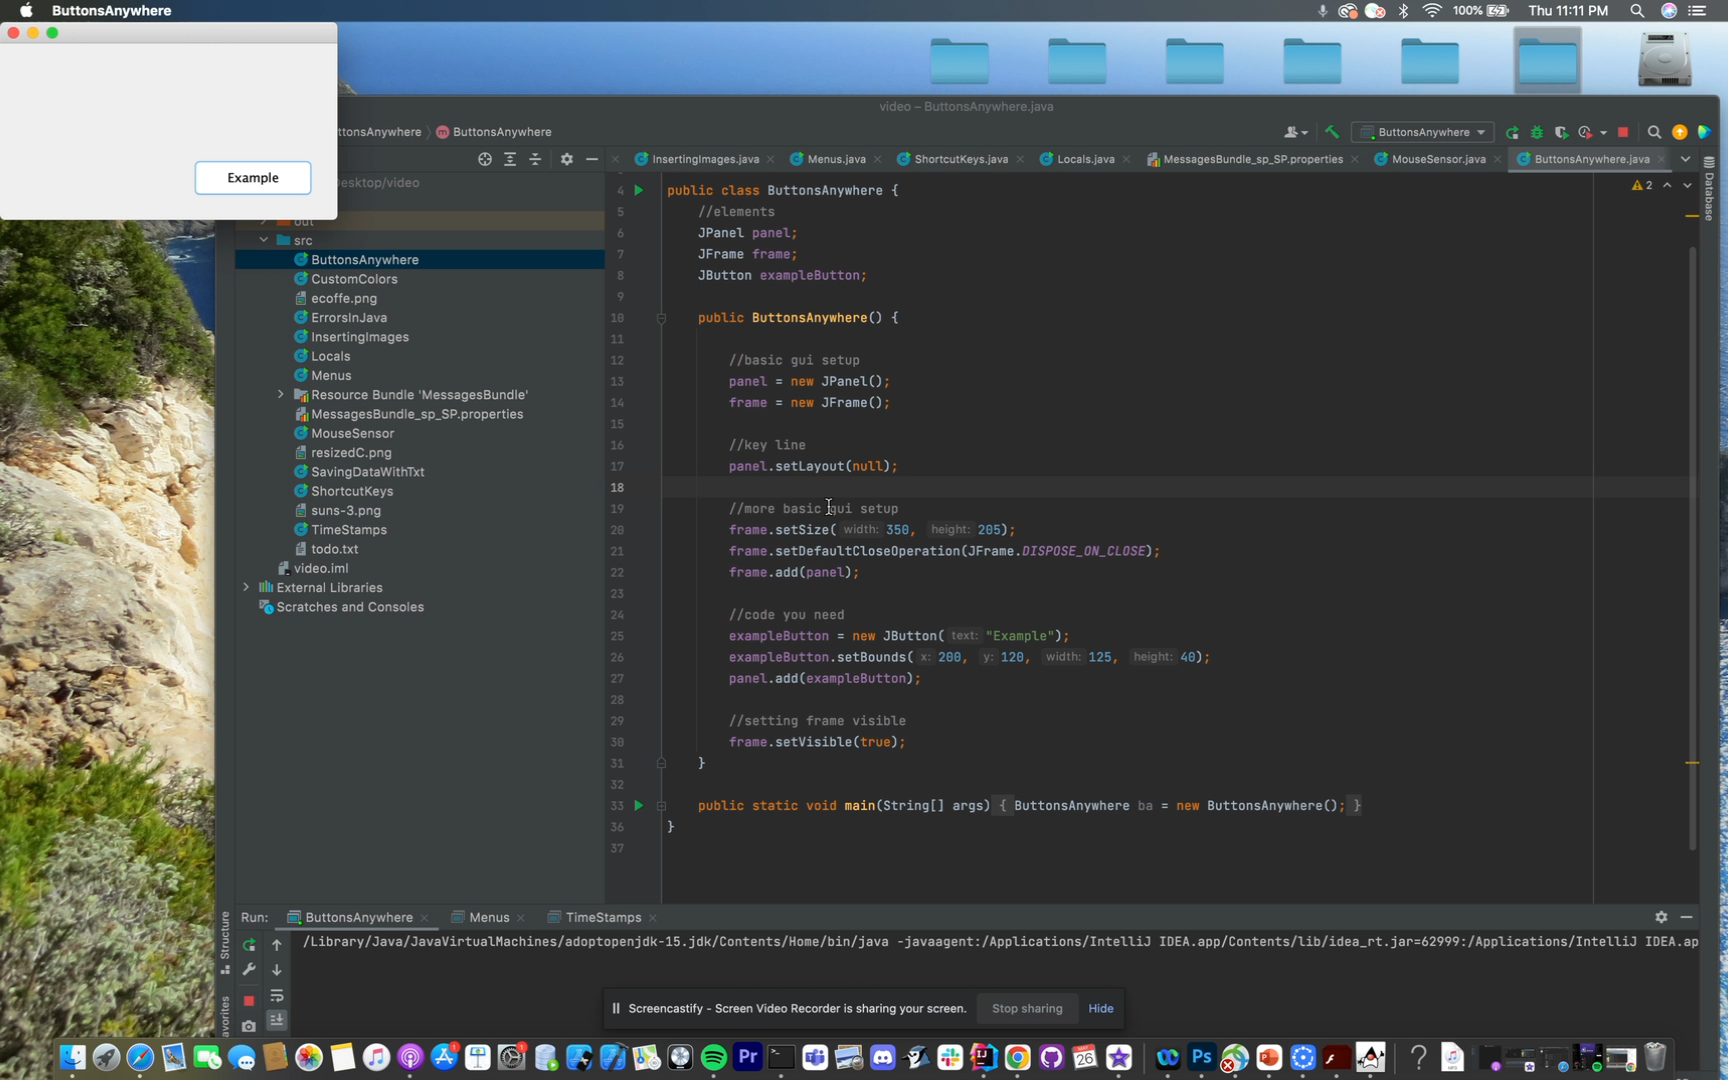 ButtonsAnywhere
100%
Thu 11:11 PM
Example
video – ButtonsAnywhere.java
ttonsAnywhere
ButtonsAnywhere
ButtonsAnywhere
InsertingImages.java
Menus.java
ShortcutKeys.java
Locals.java
MessagesBundle_sp_SP.properties
MouseSensor.java
ButtonsAnywhere.java
esktop/video
out
src
ButtonsAnywhere
CustomColors
ecoffe.png
ErrorsInJava
InsertingImages
Locals
Menus
Resource Bundle 'MessagesBundle'
MessagesBundle_sp_SP.properties
MouseSensor
resizedC.png
SavingDataWithTxt
ShortcutKeys
suns-3.png
TimeStamps
todo.txt
video.iml
External Libraries
Scratches and Consoles
2
Database
4 public class ButtonsAnywhere {
5 //elements
6 JPanel panel;
7 JFrame frame;
8 JButton exampleButton;
9
10 public ButtonsAnywhere() {
11
12 //basic gui setup
13 panel = new JPanel();
14 frame = new JFrame();
15
16 //key line
17 panel.setLayout(null);
18
19 //more basic gui setup
20 frame.setSize( width: 350, height: 205);
21 frame.setDefaultCloseOperation(JFrame.DISPOSE_ON_CLOSE);
22 frame.add(panel);
23
24 //code you need
25 exampleButton = new JButton( text: "Example");
26 exampleButton.setBounds( x: 200, y: 120, width: 125, height: 40);
27 panel.add(exampleButton);
28
29 //setting frame visible
30 frame.setVisible(true);
31 }
32
33 public static void main(String[] args) { ButtonsAnywhere ba = new ButtonsAnywhere(); }
36 }
37
Structure
avorites
Run:
ButtonsAnywhere
Menus
TimeStamps
/Library/Java/JavaVirtualMachines/adoptopenjdk-15.jdk/Contents/Home/bin/java -javaagent:/Applications/IntelliJ IDEA.app/Contents/lib/idea_rt.jar=62999:/Applications/IntelliJ IDEA.ap
Screencastify - Screen Video Recorder is sharing your screen.
Stop sharing
Hide
1
1
Pr
26
Ps